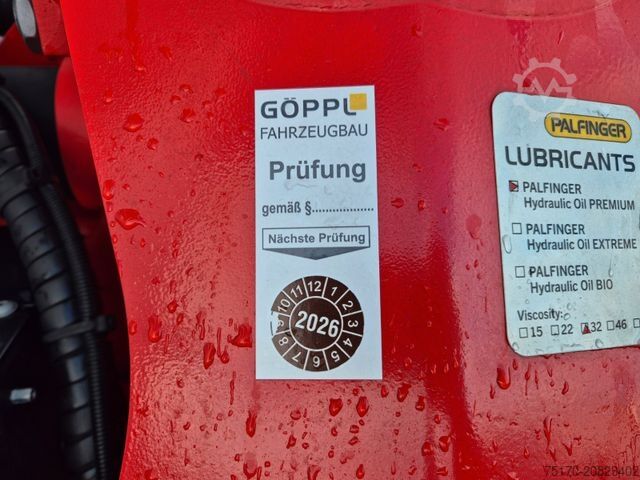 GÖPPL
FAHRZEUGBAU
Prüfung
gemäß §..................
Nächste Prüfung
1 2 3 4 5 6 7 8 9 10 11 12
2026
PALFINGER
LUBRICANTS
PALFINGER
Hydraulic Oil PREMIUM
PALFINGER
Hydraulic Oil EXTREME
PALFINGER
Hydraulic Oil BIO
Viscosity:
15 22 32 46